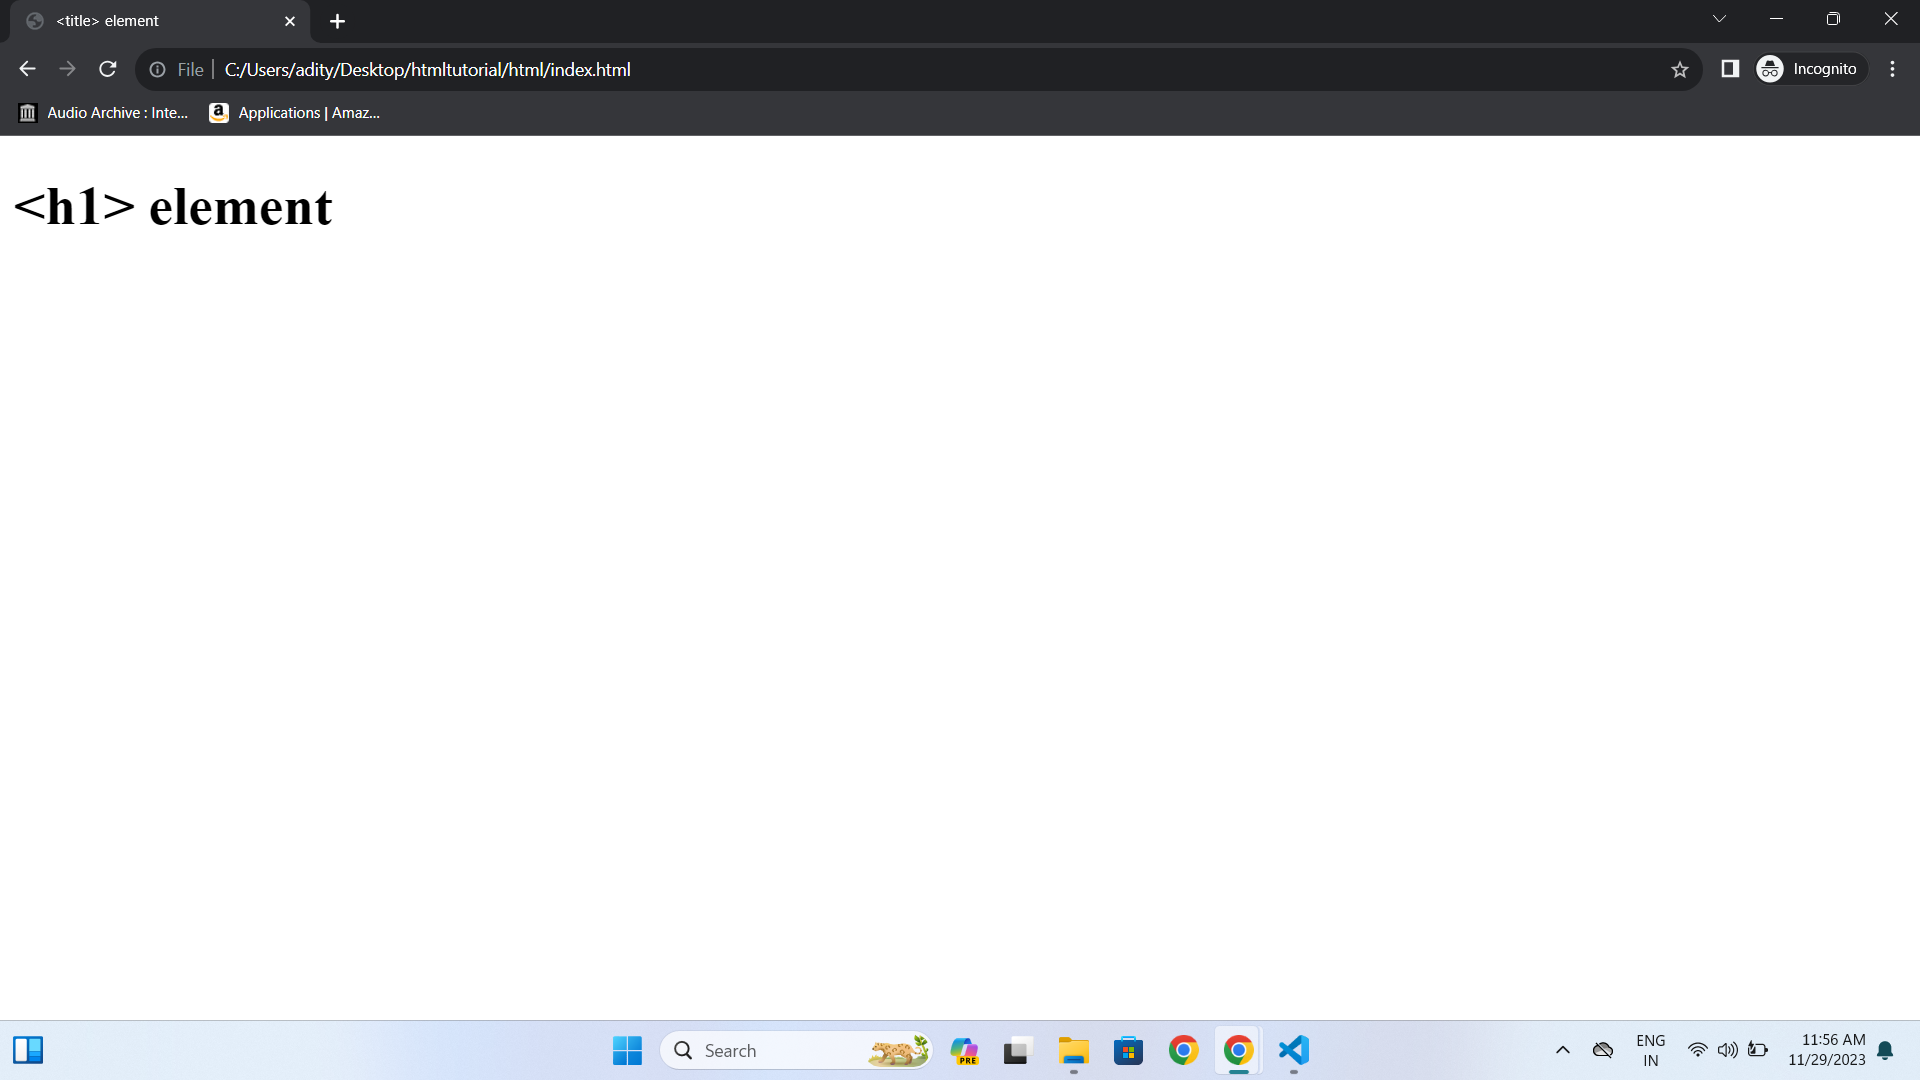 <title> element
File | C:/Users/adity/Desktop/htmltutorial/html/index.html
Incognito
Audio Archive : Inte...
Applications | Amaz...
<h1> element
Search
PRE
ENG
IN
11:56 AM
11/29/2023